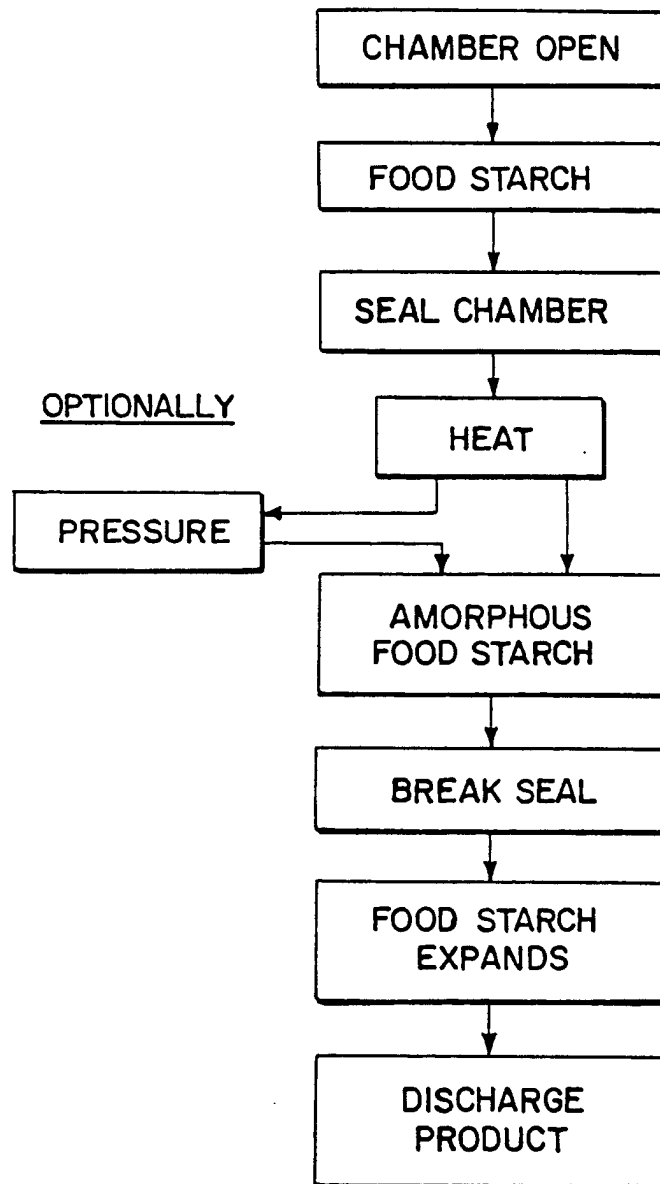 CHAMBER OPEN
FOOD STARCH
SEAL CHAMBER
OPTIONALLY
HEAT
PRESSURE
AMORPHOUS
FOOD STARCH
BREAK SEAL
FOOD STARCH
EXPANDS
DISCHARGE
PRODUCT